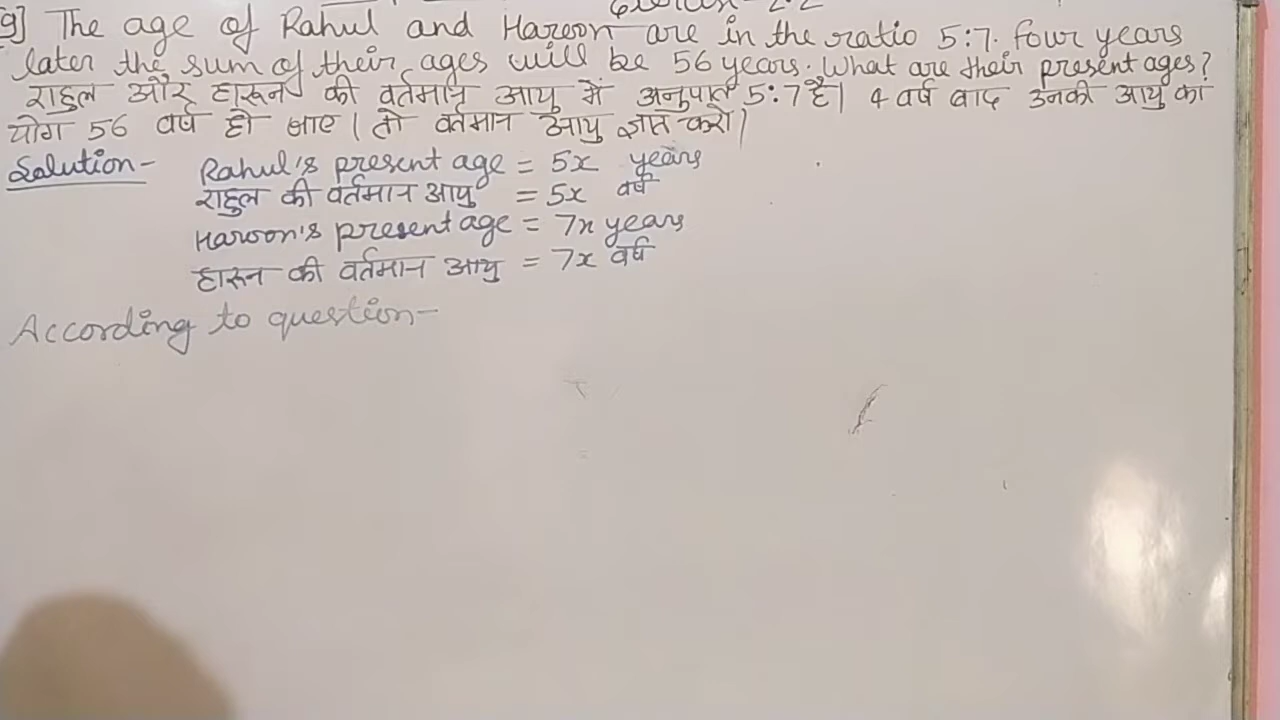 Exercise-2.2
9] The age of Rahul and Haroon are in the ratio 5:7. four years
later the sum of their ages will be 56 years. What are their present ages?
राहुल और हारून की वर्तमान आयु में अनुपात 5:7 है। 4 वर्ष बाद उनकी आयु का
योग 56 वर्ष हो जाए। तो वर्तमान आयु ज्ञात करो।
Solution- Rahul's present age = 5x years
राहुल की वर्तमान आयु = 5x वर्ष
Haroon's present age = 7x years
हारून की वर्तमान आयु = 7x वर्ष
According to question-